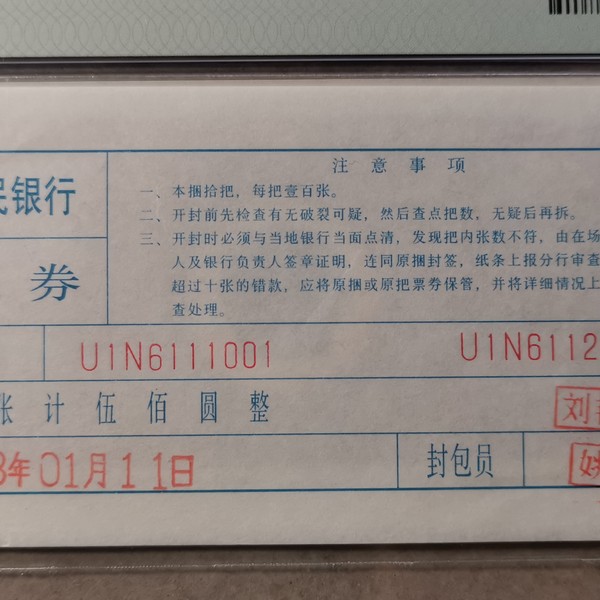 注意事项
民银行
一、本捆拾把，每把壹百张。
二、开封前先检查有无破裂可疑，然后查点把数，无疑后再拆。
三、开封时必须与当地银行当面点清，发现把内张数不符，由在场
人及银行负责人签章证明，连同原捆封签，纸条上报分行审查
超过十张的错款，应将原捆或原把票券保管，并将详细情况上
查处理。
券
U1N6111001 U1N6112
张计伍佰圆整
刘
3年01月11日 封包员 姚